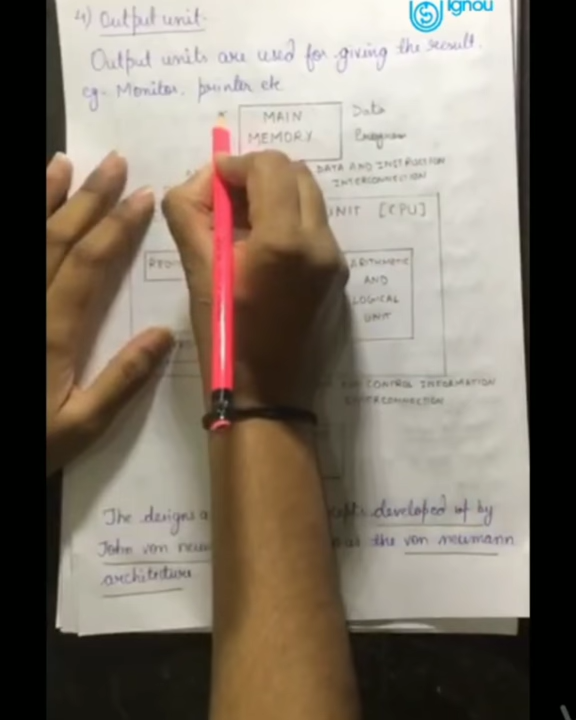 ignou
4) Output unit-
Output units are used for giving the result.
eg- Monitor, printer etc
MAIN Data
MEMORY Program
DATA AND INSTRUCTION
INTERCONNECTION
UNIT [CPU]
ARITHMETIC
AND
LOGICAL
UNIT
CONTROL INFORMATION
INTERCONNECTION
The designs developed by
John von as the von neumann
architecture